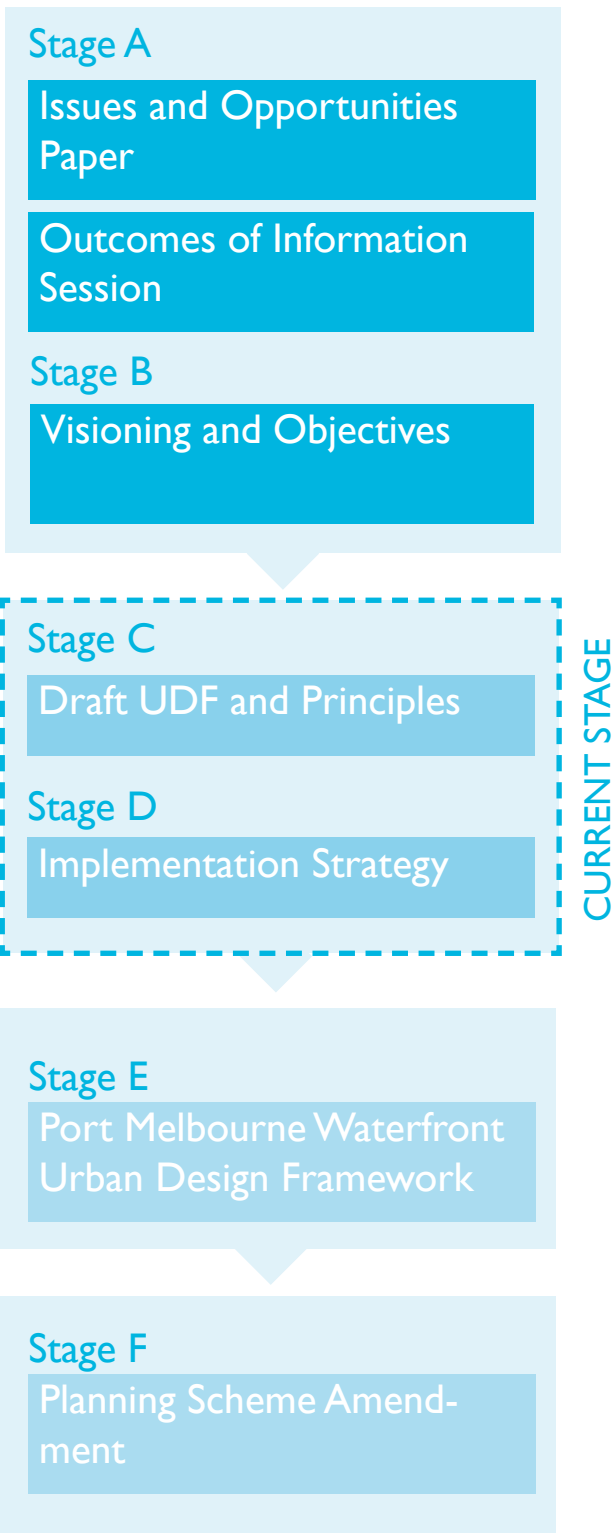 Stage A
Issues and Opportunities
Paper
Outcomes of Information
Session
Stage B
Visioning and Objectives
Stage C
Draft UDF and Principles
Stage D
Implementation Strategy
CURRENT STAGE
Stage E
Port Melbourne Waterfront
Urban Design Framework
Stage F
Planning Scheme Amend-
ment